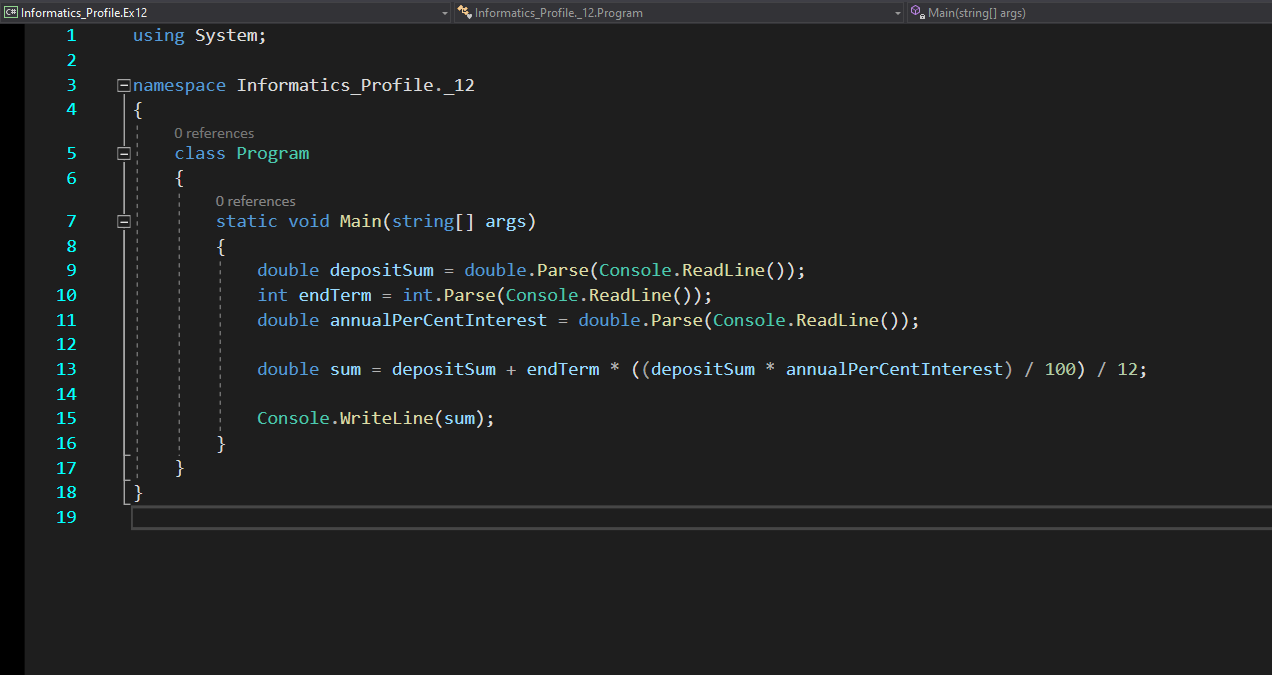 Informatics_Profile.Ex12 Informatics_Profile._12.Program Main(string[] args)
1 using System;
2
3 namespace Informatics_Profile._12
4 {
0 references
5 class Program
6 {
0 references
7 static void Main(string[] args)
8 {
9 double depositSum = double.Parse(Console.ReadLine());
10 int endTerm = int.Parse(Console.ReadLine());
11 double annualPerCentInterest = double.Parse(Console.ReadLine());
12
13 double sum = depositSum + endTerm * ((depositSum * annualPerCentInterest) / 100) / 12;
14
15 Console.WriteLine(sum);
16 }
17 }
18 }
19